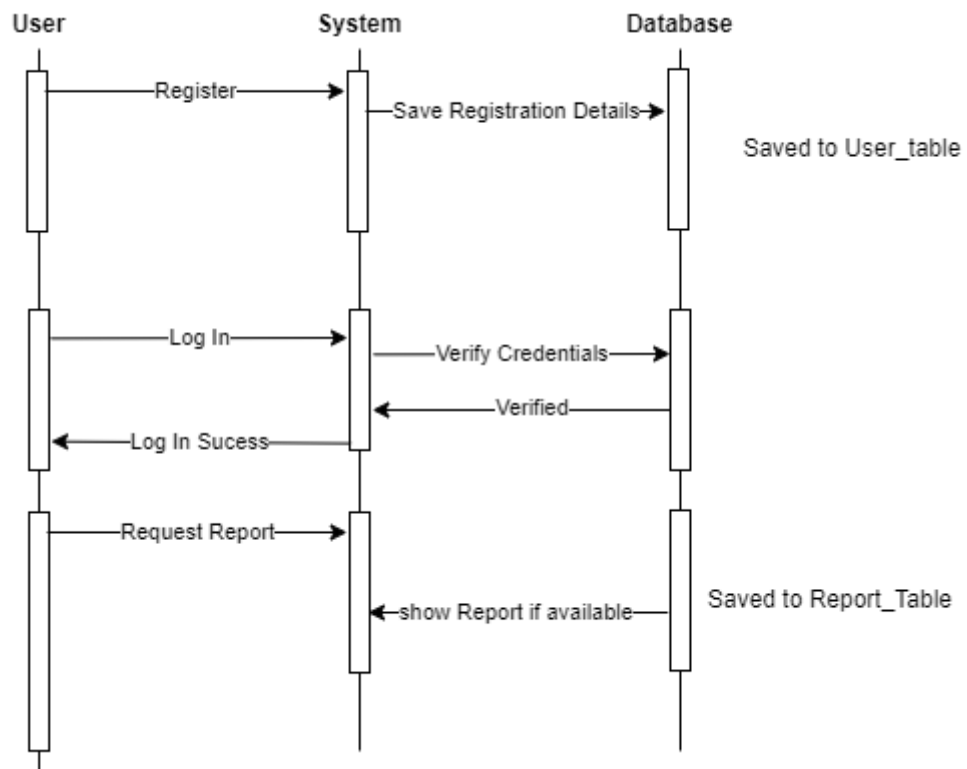 User
System
Database
Register
Save Registration Details
Saved to User_table
Log In
Verify Credentials
Verified
Log In Sucess
Request Report
Saved to Report_Table
show Report if available